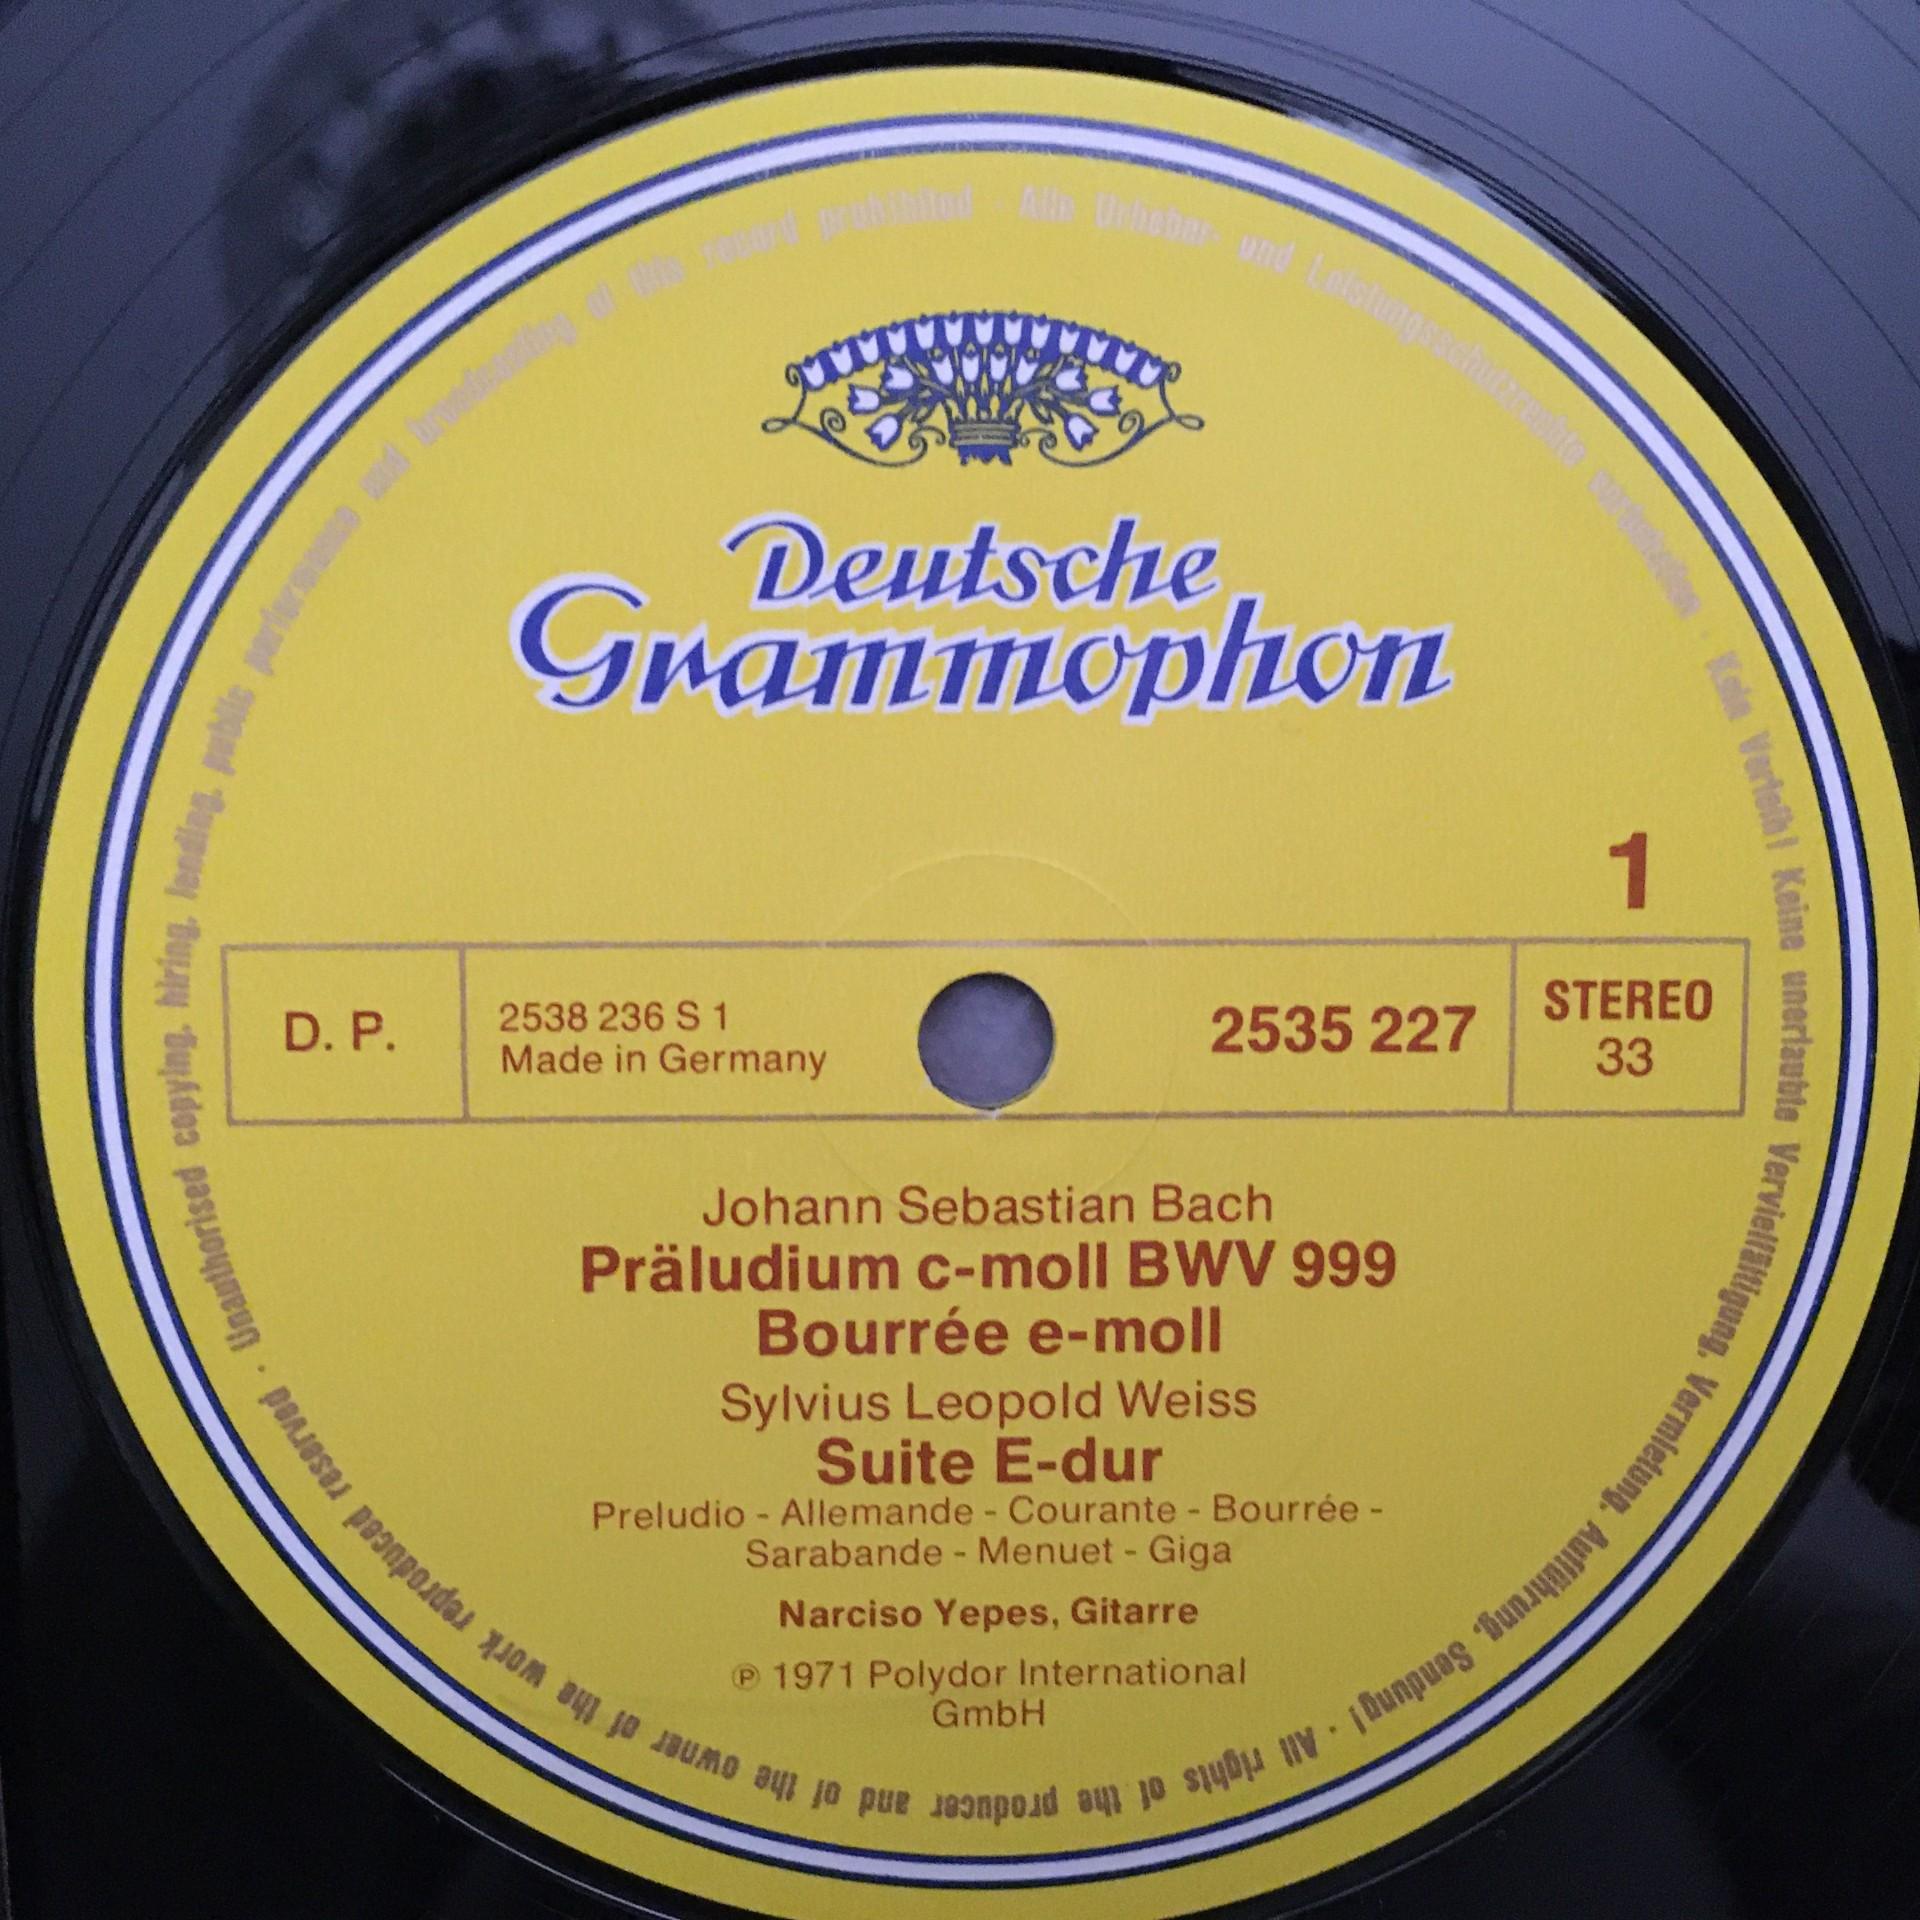 Deutsche
Grammophon
1
D. P.
2538 236 S 1
Made in Germany
2535 227
STEREO
33
Johann Sebastian Bach
Präludium c-moll BWV 999
Bourrée e-moll
Sylvius Leopold Weiss
Suite E-dur
Preludio - Allemande - Courante - Bourrée -
Sarabande - Menuet - Giga
Narciso Yepes, Gitarre
℗ 1971 Polydor International
GmbH
Alle Urheber- und Leistungsschutzrechte vorbehalten · Kein Verleih! Keine unerlaubte Vervielfältigung, Vermietung, Aufführung, Sendung! · All rights of the producer and of the owner of the work reproduced reserved · Unauthorised copying, hiring, lending, public performance and broadcasting of this record prohibited ·